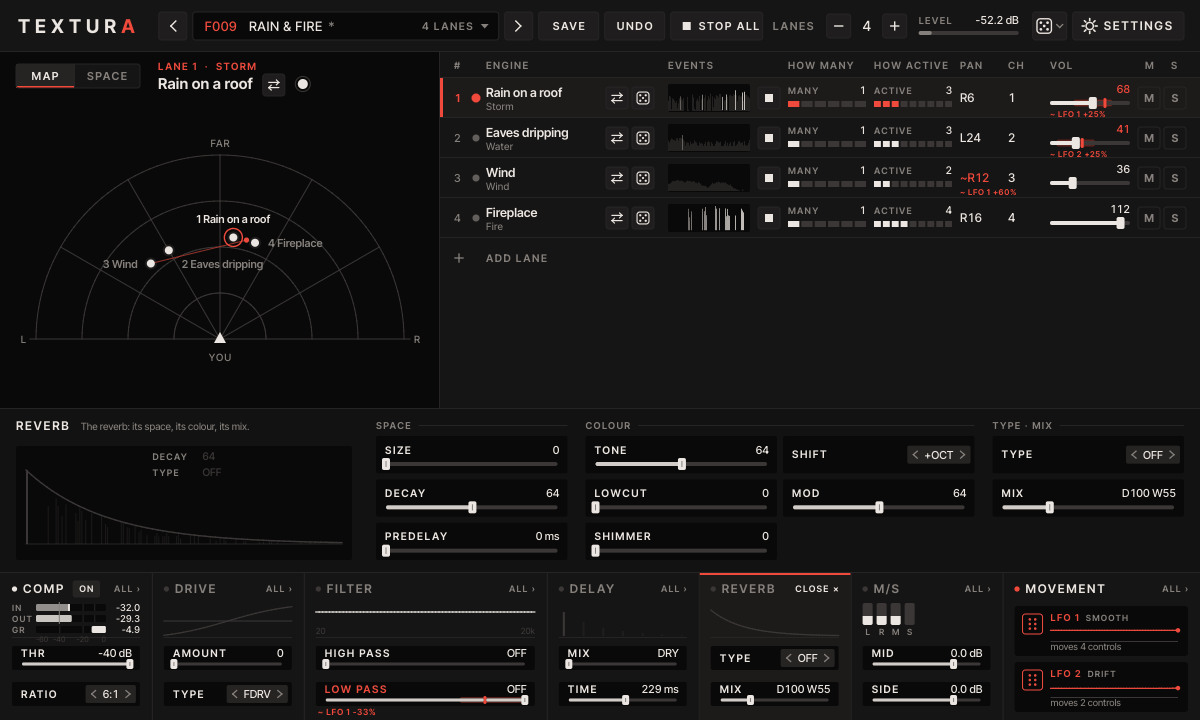 TEXTURA
F009 RAIN & FIRE * 4 LANES
SAVE UNDO STOP ALL LANES 4 LEVEL -52.2 dB SETTINGS
MAP SPACE
LANE 1 · STORM
Rain on a roof
FAR
1 Rain on a roof
4 Fireplace
3 Wind
2 Eaves dripping
L
R
YOU
# ENGINE EVENTS HOW MANY HOW ACTIVE PAN CH VOL M S
1 Rain on a roof MANY 1 ACTIVE 3 R6 1 68 M S
Storm
~ LFO 1 +25%
2 Eaves dripping MANY 1 ACTIVE 3 L24 2 41 M S
Water
~ LFO 2 +25%
3 Wind MANY 1 ACTIVE 2 ~R12 3 36 M S
Wind
~ LFO 1 +60%
4 Fireplace MANY 1 ACTIVE 4 R16 4 112 M S
Fire
+ ADD LANE
REVERB The reverb: its space, its colour, its mix.
DECAY 64
TYPE OFF
SPACE
SIZE 0
DECAY 64
PREDELAY 0 ms
COLOUR
TONE 64
SHIFT < +OCT >
LOWCUT 0
MOD 64
SHIMMER 0
TYPE · MIX
TYPE < OFF >
MIX D100 W55
COMP ON ALL ›
IN -32.0
OUT -29.3
GR -4.9
-60 -40 -20 0
THR -40 dB
RATIO < 6:1 >
DRIVE ALL ›
AMOUNT 0
TYPE < FDRV >
FILTER ALL ›
20 20k
HIGH PASS OFF
LOW PASS OFF
~ LFO 1 -33%
DELAY ALL ›
MIX DRY
TIME 229 ms
REVERB CLOSE ×
TYPE < OFF >
MIX D100 W55
M/S ALL ›
L R M S
MID 0.0 dB
SIDE 0.0 dB
MOVEMENT ALL ›
LFO 1 SMOOTH
moves 4 controls
LFO 2 DRIFT
moves 2 controls